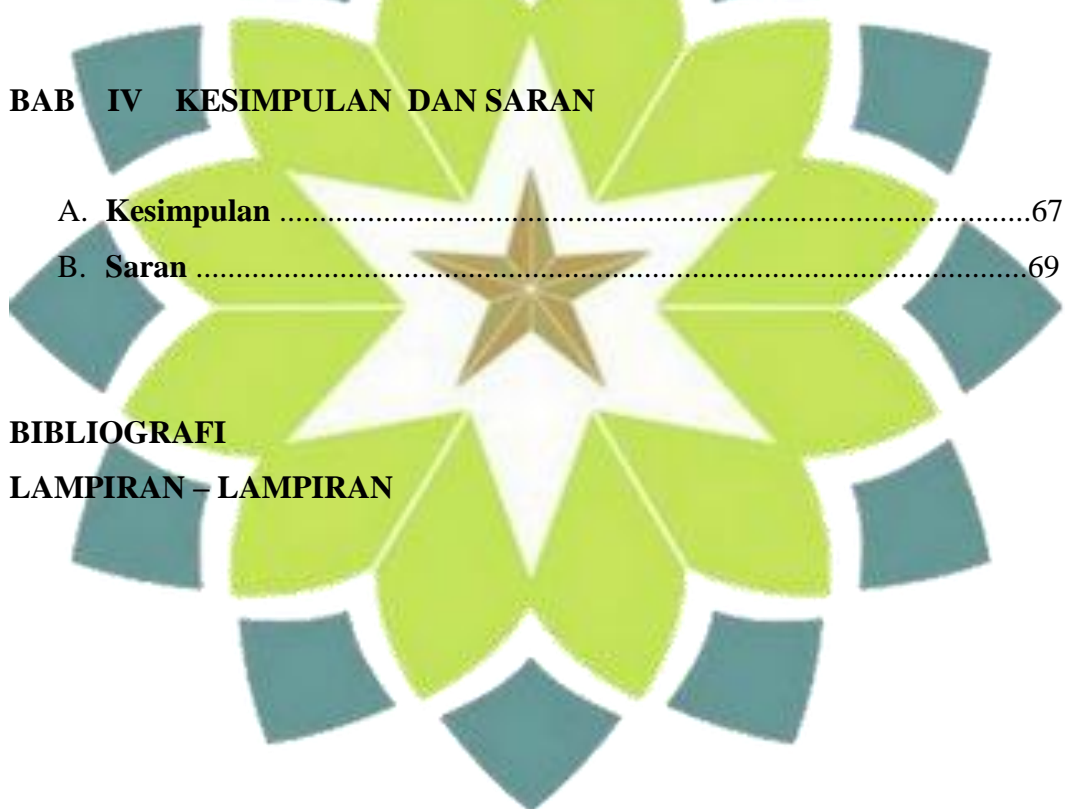 BAB IV KESIMPULAN DAN SARAN
A. Kesimpulan ..............................................................................................67
B. Saran ........................................................................................................69
BIBLIOGRAFI
LAMPIRAN – LAMPIRAN